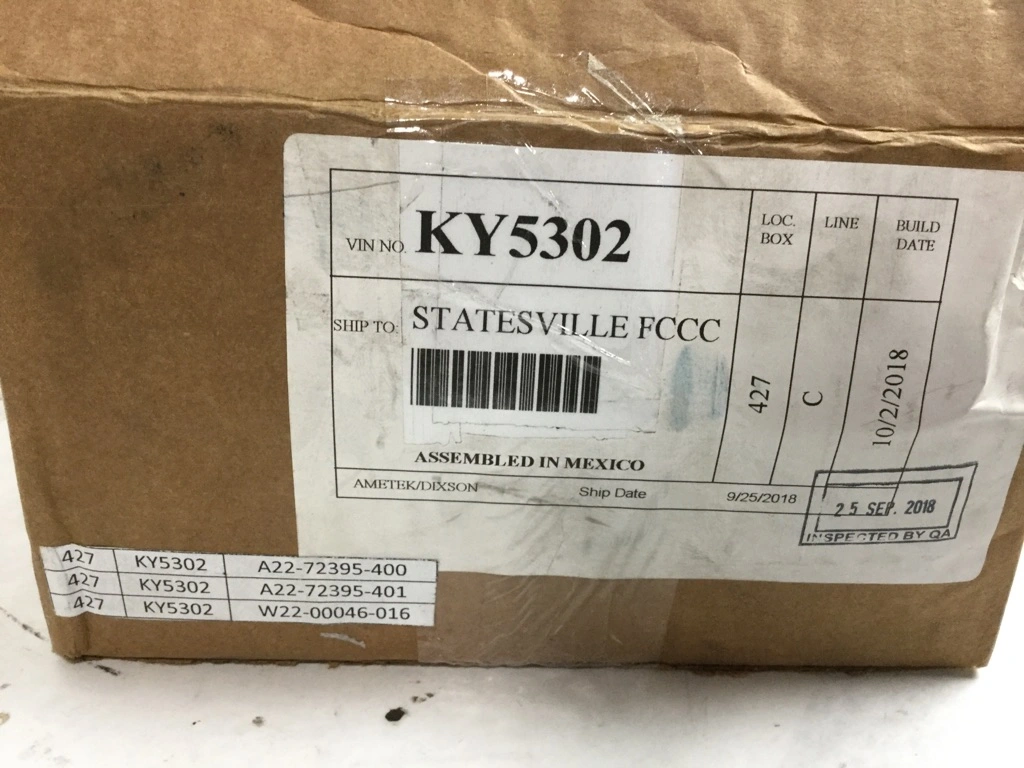 VIN NO. KY5302
LOC. BOX
LINE
BUILD DATE
SHIP TO: STATESVILLE FCCC
427
C
10/2/2018
ASSEMBLED IN MEXICO
AMETEK/DIXSON Ship Date 9/25/2018
25 SEP. 2018
INSPECTED BY QA
427 KY5302 A22-72395-400
427 KY5302 A22-72395-401
427 KY5302 W22-00046-016